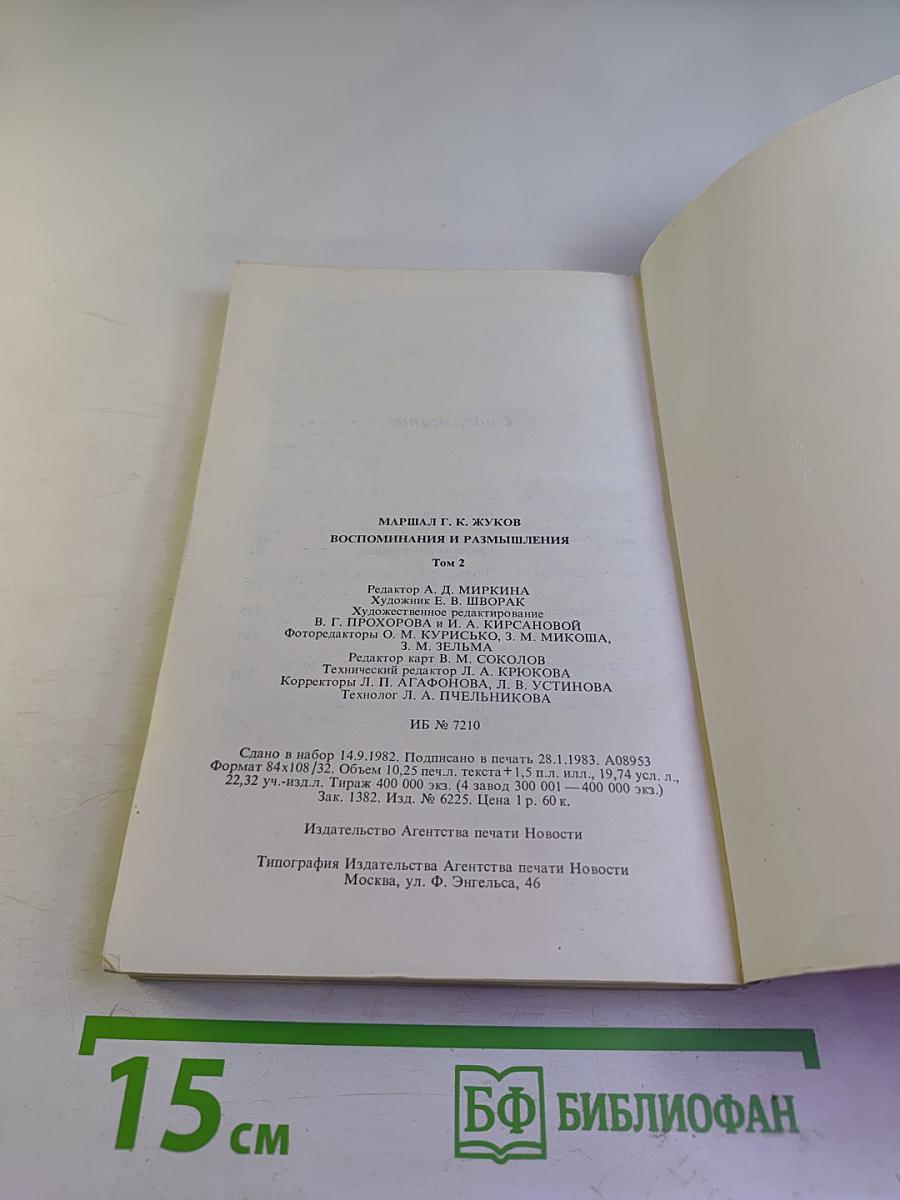 Содержание
МАРШАЛ Г. К. ЖУКОВ
ВОСПОМИНАНИЯ И РАЗМЫШЛЕНИЯ
Том 2
Редактор А. Д. МИРКИНА
Художник Е. В. ШВОРАК
Художественное редактирование
В. Г. ПРОХОРОВА и И. А. КИРСАНОВОЙ
Фоторедакторы О. М. КУРИСЬКО, З. М. МИКОША,
З. М. ЗЕЛЬМА
Редактор карт В. М. СОКОЛОВ
Технический редактор Л. А. КРЮКОВА
Корректоры Л. П. АГАФОНОВА, Л. В. УСТИНОВА
Технолог Л. А. ПЧЕЛЬНИКОВА
ИБ № 7210
Сдано в набор 14.9.1982. Подписано в печать 28.1.1983. А08953
Формат 84х108/32. Объем 10,25 печ.л. текста + 1,5 п.л. илл., 19,74 усл. л.,
22,32 уч.-изд.л. Тираж 400 000 экз. (4 завод 300 001 — 400 000 экз.)
Зак. 1382. Изд. № 6225. Цена 1 р. 60 к.
Издательство Агентства печати Новости
Типография Издательства Агентства печати Новости
Москва, ул. Ф. Энгельса, 46
15 см
БФ БИБЛИОФАН